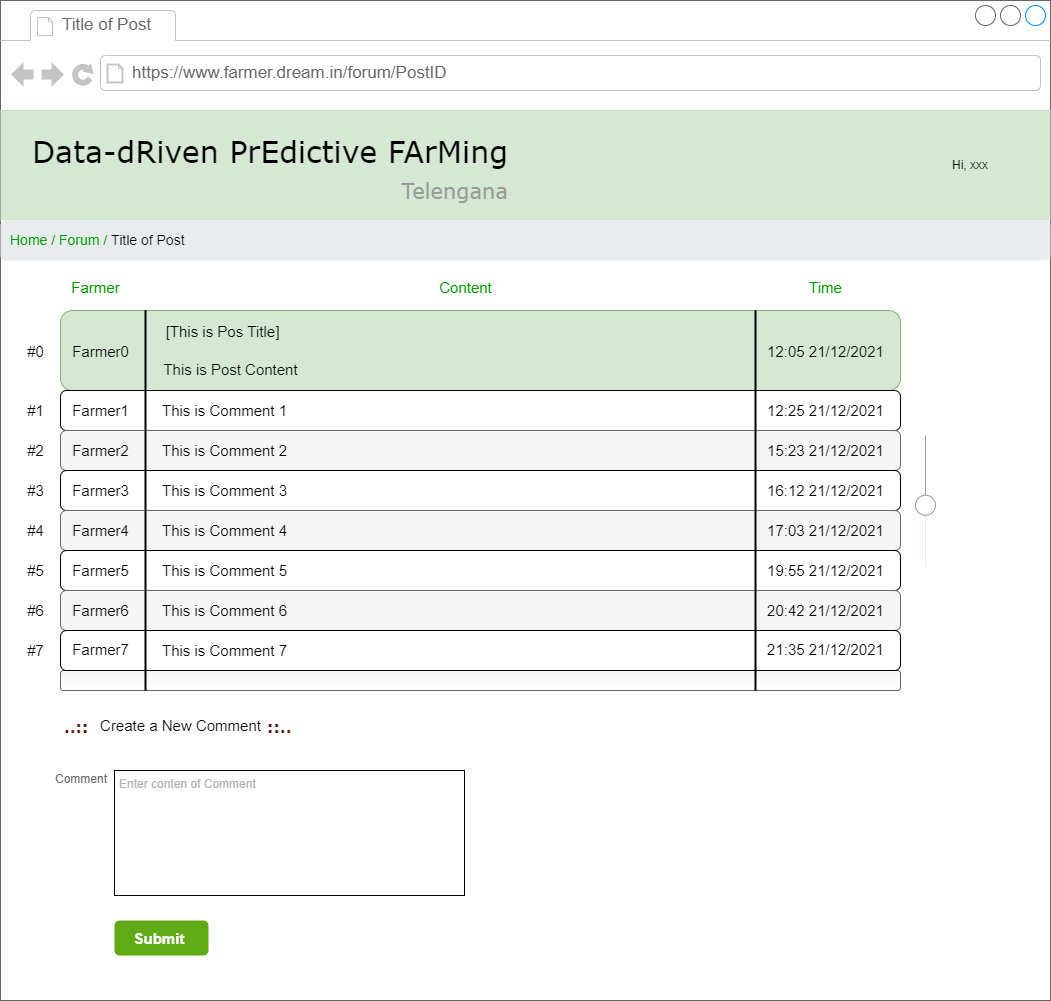 Title of Post
https://www.farmer.dream.in/forum/PostID
Data-dRiven PrEdictive FArMing
Telengana
Hi, xxx
Home / Forum / Title of Post
Farmer Content Time
#0 Farmer0 [This is Pos Title] 12:05 21/12/2021
This is Post Content
#1 Farmer1 This is Comment 1 12:25 21/12/2021
#2 Farmer2 This is Comment 2 15:23 21/12/2021
#3 Farmer3 This is Comment 3 16:12 21/12/2021
#4 Farmer4 This is Comment 4 17:03 21/12/2021
#5 Farmer5 This is Comment 5 19:55 21/12/2021
#6 Farmer6 This is Comment 6 20:42 21/12/2021
#7 Farmer7 This is Comment 7 21:35 21/12/2021
..:: Create a New Comment ::..
Comment Enter conten of Comment
Submit